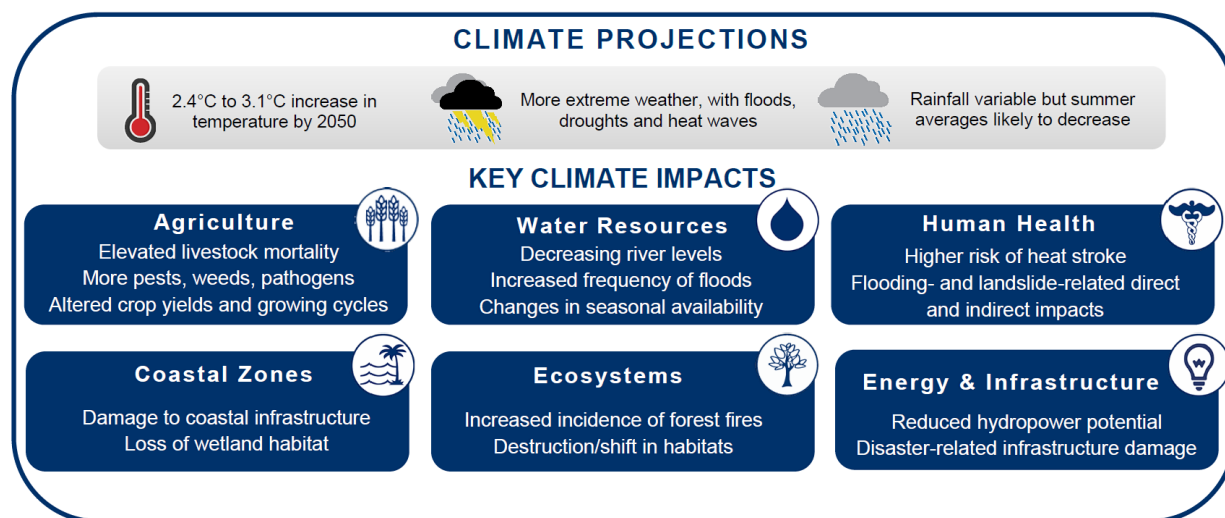 CLIMATE PROJECTIONS
2.4°C to 3.1°C increase in
temperature by 2050
More extreme weather, with floods,
droughts and heat waves
Rainfall variable but summer
averages likely to decrease
KEY CLIMATE IMPACTS
Agriculture
Elevated livestock mortality
More pests, weeds, pathogens
Altered crop yields and growing cycles
Water Resources
Decreasing river levels
Increased frequency of floods
Changes in seasonal availability
Human Health
Higher risk of heat stroke
Flooding- and landslide-related direct
and indirect impacts
Coastal Zones
Damage to coastal infrastructure
Loss of wetland habitat
Ecosystems
Increased incidence of forest fires
Destruction/shift in habitats
Energy & Infrastructure
Reduced hydropower potential
Disaster-related infrastructure damage